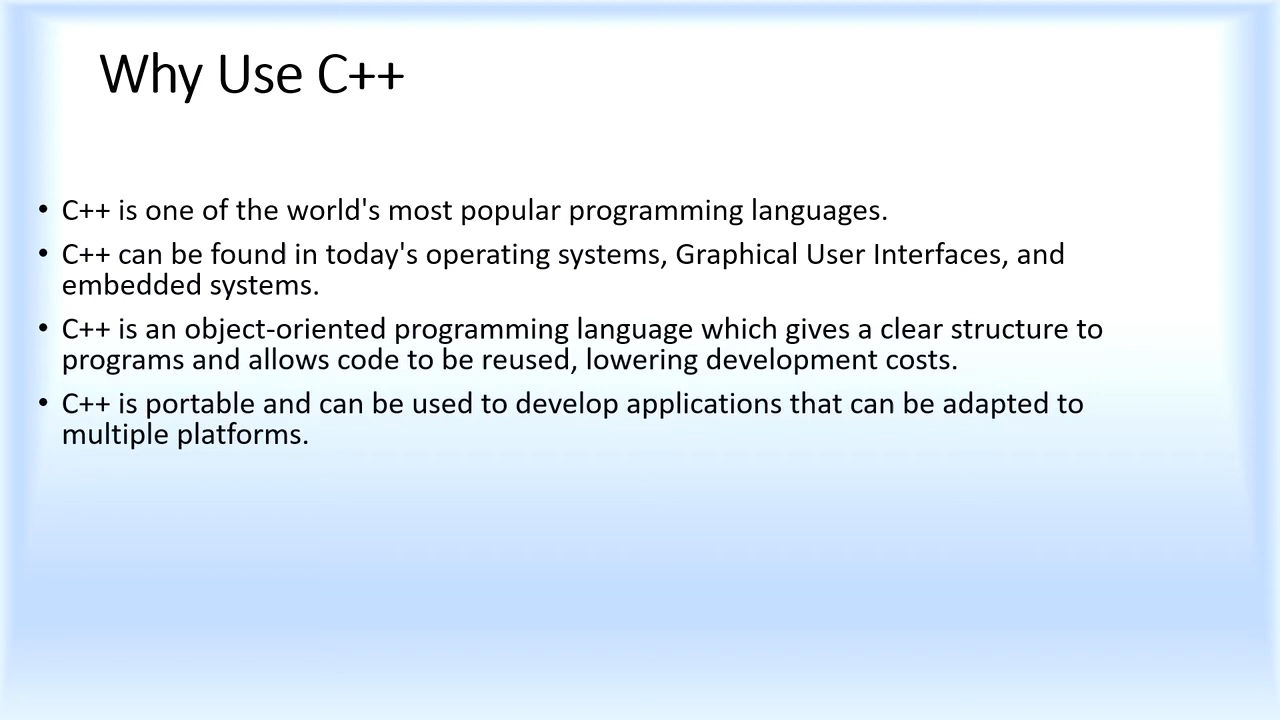 Why Use C++
• C++ is one of the world's most popular programming languages.
• C++ can be found in today's operating systems, Graphical User Interfaces, and
embedded systems.
• C++ is an object-oriented programming language which gives a clear structure to
programs and allows code to be reused, lowering development costs.
• C++ is portable and can be used to develop applications that can be adapted to
multiple platforms.